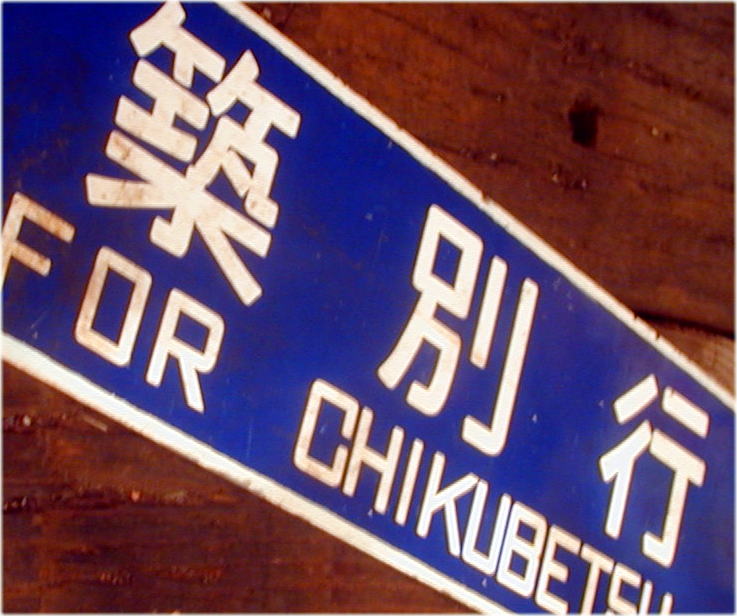 築別行
FOR CHIKUBETSU